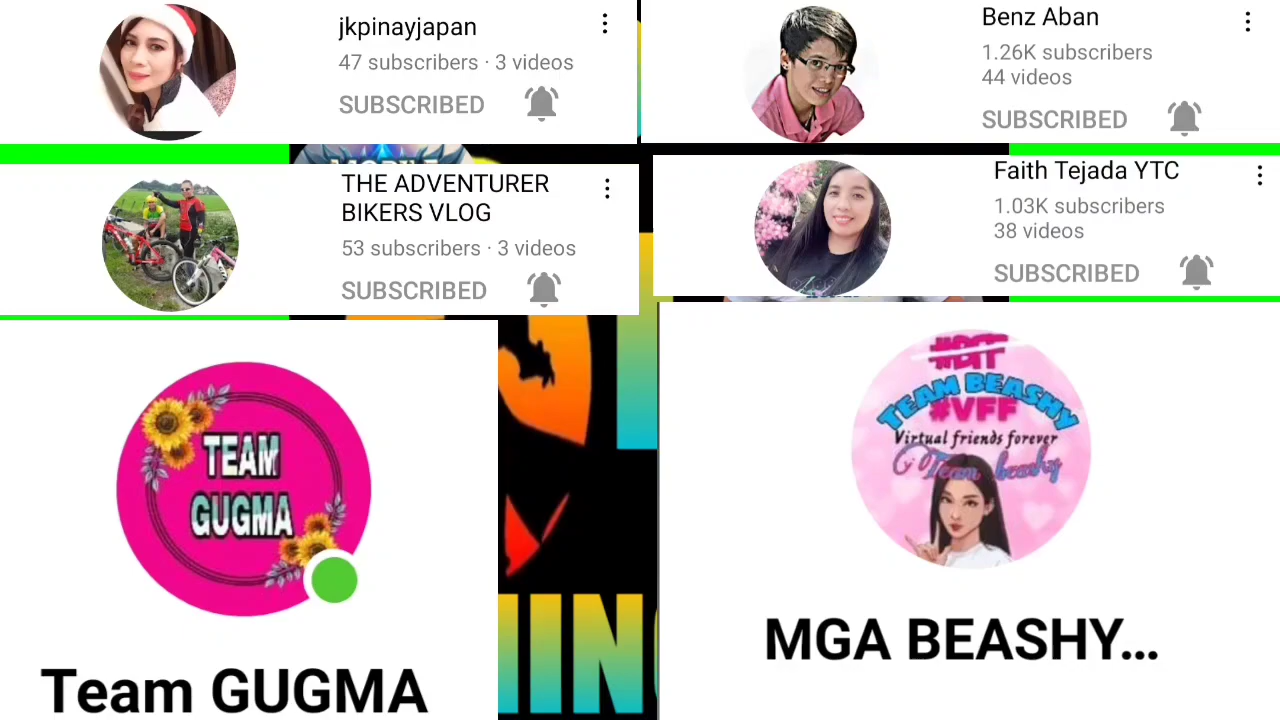 jkpinayjapan
47 subscribers · 3 videos
SUBSCRIBED
Benz Aban
1.26K subscribers
44 videos
SUBSCRIBED
THE ADVENTURER
BIKERS VLOG
53 subscribers · 3 videos
SUBSCRIBED
Faith Tejada YTC
1.03K subscribers
38 videos
SUBSCRIBED
TEAM
GUGMA
Team GUGMA
TEAM BEASHY
#VFF
Virtual friends forever
Team beashy
MGA BEASHY...